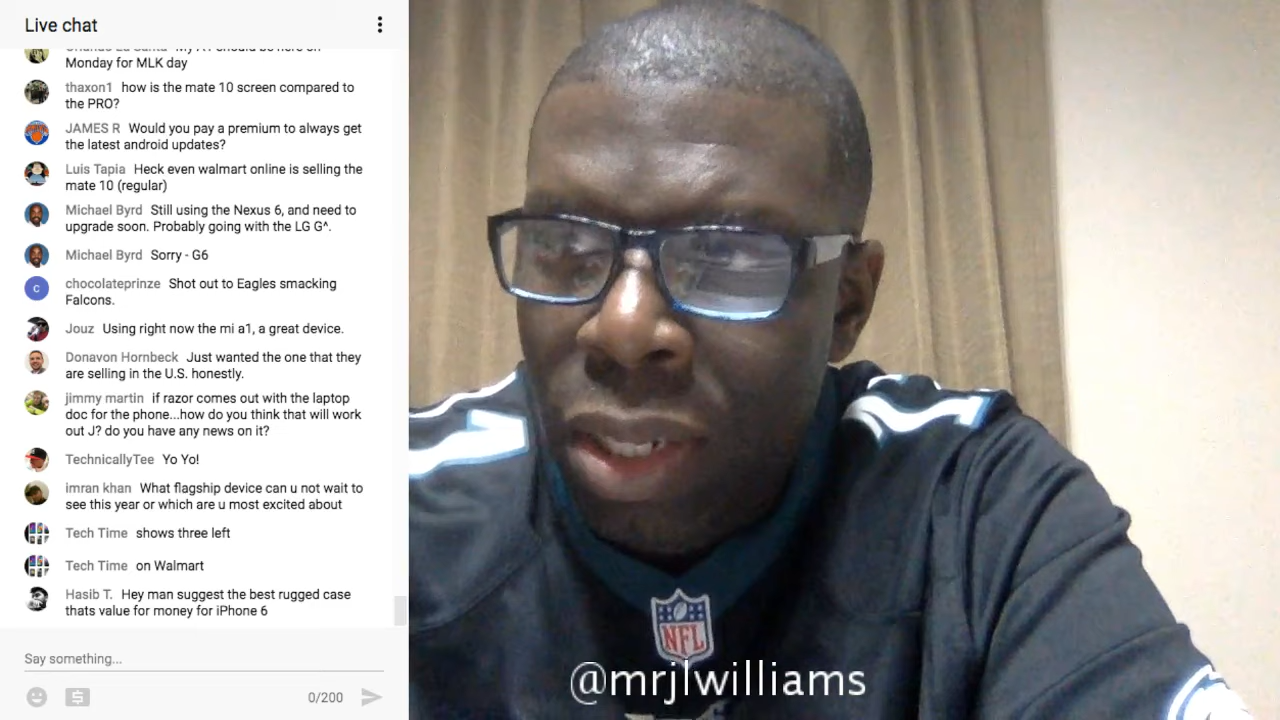 Live chat
Monday for MLK day
thaxon1 how is the mate 10 screen compared to
the PRO?
JAMES R Would you pay a premium to always get
the latest android updates?
Luis Tapia Heck even walmart online is selling the
mate 10 (regular)
Michael Byrd Still using the Nexus 6, and need to
upgrade soon. Probably going with the LG G^.
Michael Byrd Sorry - G6
C
chocolateprinze Shout out to Eagles smacking
Falcons.
Jouz Using right now the mi a1, a great device.
Donavon Hornbeck Just wanted the one that they
are selling in the U.S. honestly.
jimmy martin if razor comes out with the laptop
doc for the phone...how do you think that will work
out J? do you have any news on it?
TechnicallyTee Yo Yo!
imran khan What flagship device can u not wait to
see this year or which are u most excited about
Tech Time shows three left
Tech Time on Walmart
Hasib T. Hey man suggest the best rugged case
thats value for money for iPhone 6
Say something...
0/200
NFL
@mrjlwilliams